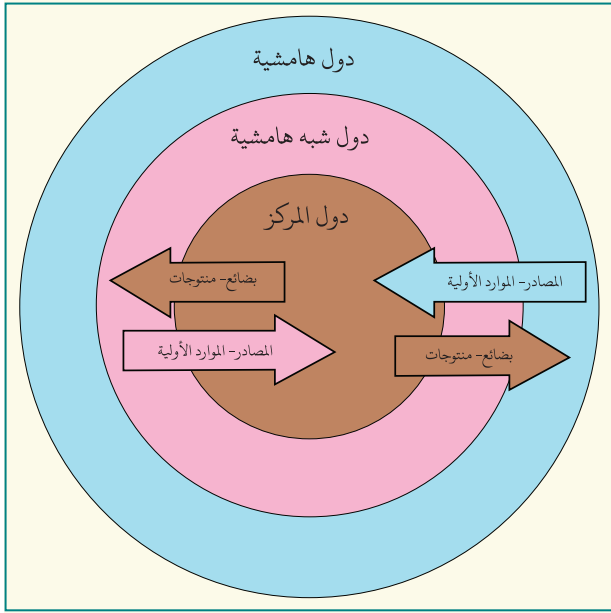 دول هامشية
دول شبه هامشية
دول المركز
المصادر- الموارد الأولية
بضائع- منتوجات
بضائع- منتوجات
المصادر- الموارد الأولية